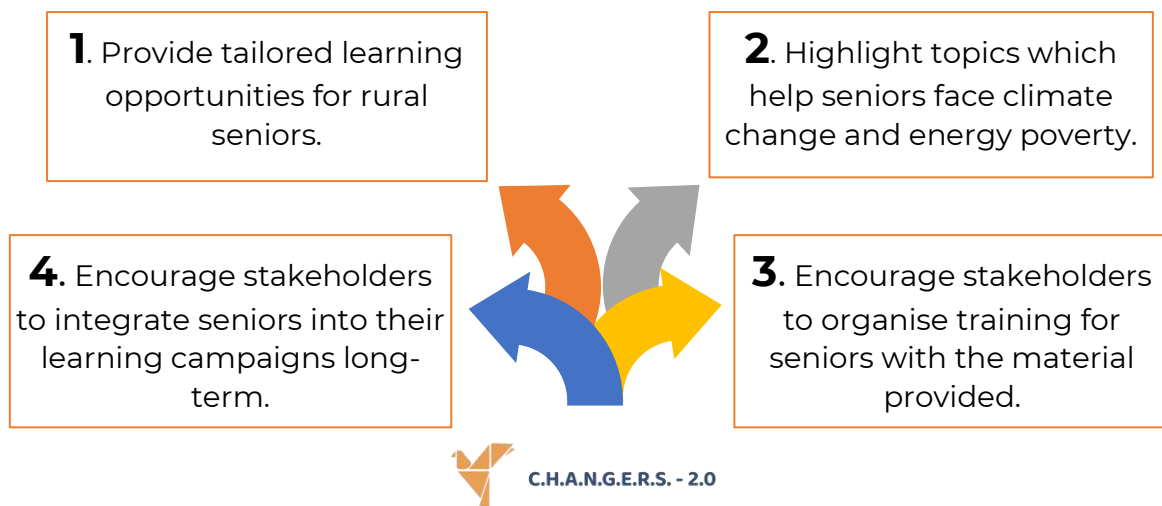 1. Provide tailored learning
opportunities for rural
seniors.
2. Highlight topics which
help seniors face climate
change and energy poverty.
3. Encourage stakeholders
to organise training for
seniors with the material
provided.
4. Encourage stakeholders
to integrate seniors into their
learning campaigns long-
term.
C.H.A.N.G.E.R.S. - 2.0